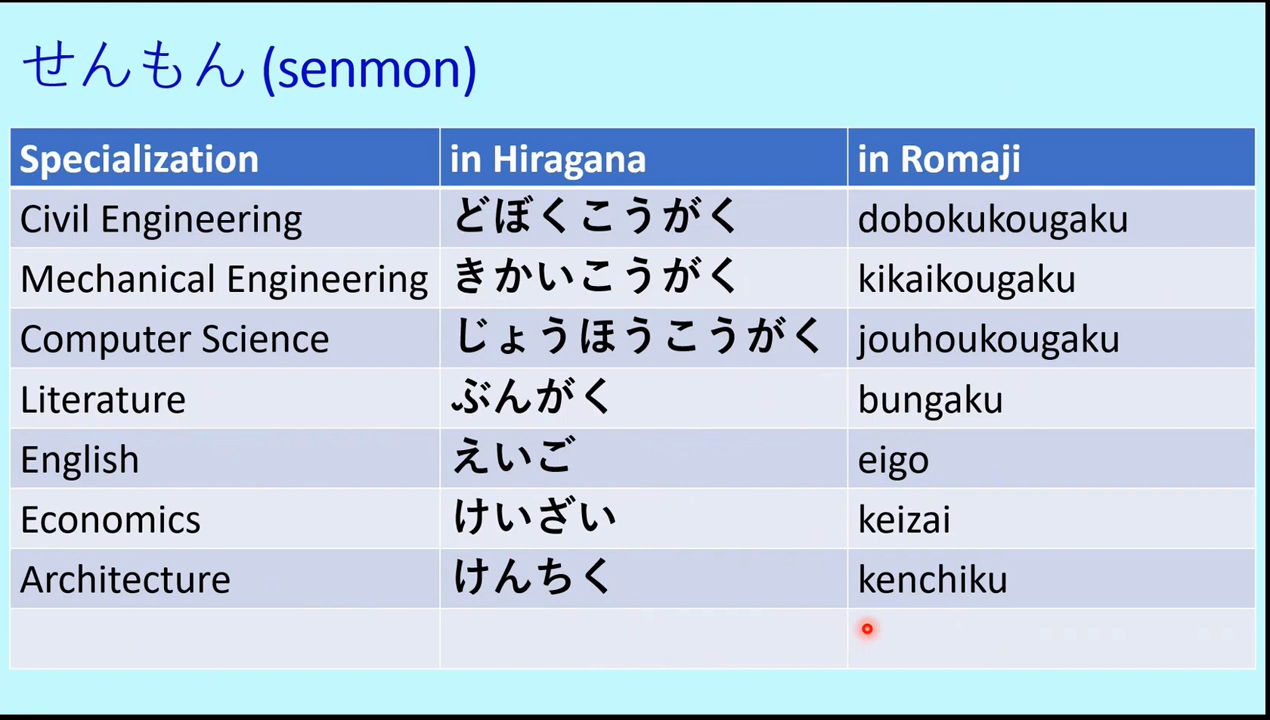 せんもん (senmon)
Specialization in Hiragana in Romaji
Civil Engineering どぼくこうがく dobokukougaku
Mechanical Engineering きかいこうがく kikaikougaku
Computer Science じょうほうこうがく jouhoukougaku
Literature ぶんがく bungaku
English えいご eigo
Economics けいざい keizai
Architecture けんちく kenchiku